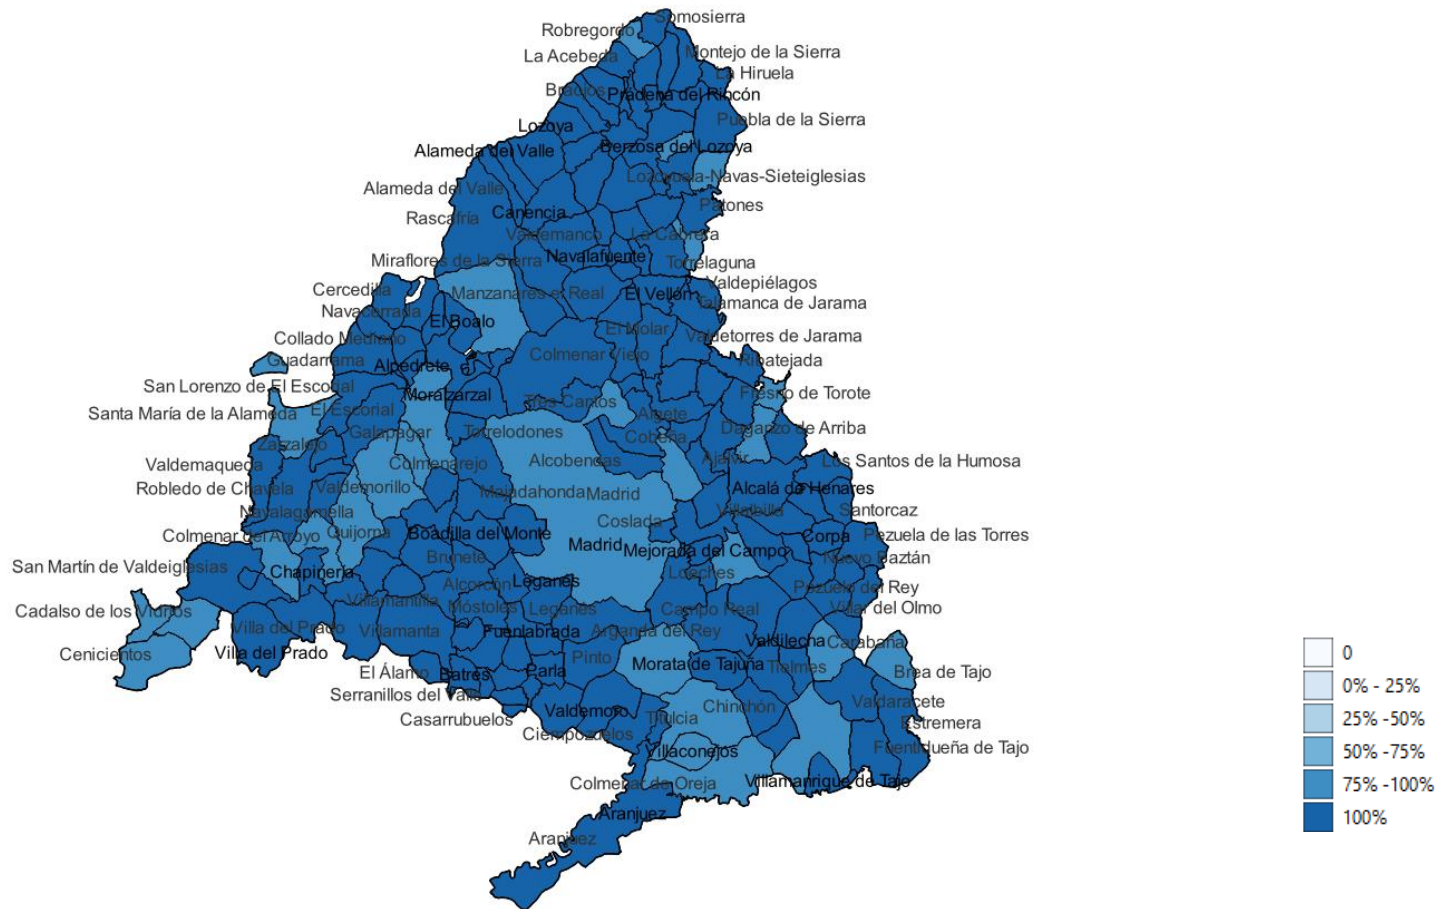 Somosierra
Robregordo
Montejo de la Sierra
La Acebeda
La Hiruela
Braojos
Prádena del Rincón
Puebla de la Sierra
Lozoya
Berzosa del Lozoya
Alameda del Valle
Lozoyuela-Navas-Sieteiglesias
Alameda del Valle
Patones
Canencia
Rascafría
Valdemanco
La Cabrera
Navalafuente
Miraflores de la Sierra
Torrelaguna
Valdepiélagos
Cercedilla
Manzanares el Real
El Vellón
Talamanca de Jarama
Navacerrada
El Boalo
El Molar
Valdetorres de Jarama
Collado Mediano
Colmenar Viejo
Guadarrama
Ribatejada
Alpedrete
San Lorenzo de El Escorial
Moralzarzal
Fresno de Torote
Tres Cantos
Santa María de la Alameda
El Escorial
Algete
Daganzo de Arriba
Galapagar
Torrelodones
Cobeña
Zarzalejo
Valdemaqueda
Colmenarejo
Alcobendas
Ajalvir
Los Santos de la Humosa
Robledo de Chavela
Valdemorillo
Majadahonda
Madrid
Alcalá de Henares
Navalagamella
Villalbilla
Santorcaz
Coslada
Colmenar del Arroyo
Quijorna
Boadilla del Monte
Corpa
Pezuela de las Torres
Madrid
Mejorada del Campo
Brunete
Nuevo Baztán
San Martín de Valdeiglesias
Chapinería
Loeches
Alcorcón
Leganés
Pozuelo del Rey
Villamantilla
Móstoles
Leganés
Campo Real
Villar del Olmo
Cadalso de los Vidrios
Villa del Prado
Villamanta
Fuenlabrada
Arganda del Rey
Valdilecha
Carabaña
Cenicientos
Villa del Prado
Pinto
Morata de Tajuña
Tielmes
El Álamo
Batres
Parla
Brea de Tajo
Serranillos del Valle
Chinchón
Valdaracete
Casarrubuelos
Valdemoro
Titulcia
Estremera
Ciempozuelos
Villaconejos
Fuentidueña de Tajo
Colmenar de Oreja
Villamanrique de Tajo
Aranjuez
Aranjuez
0
0% - 25%
25% -50%
50% -75%
75% -100%
100%